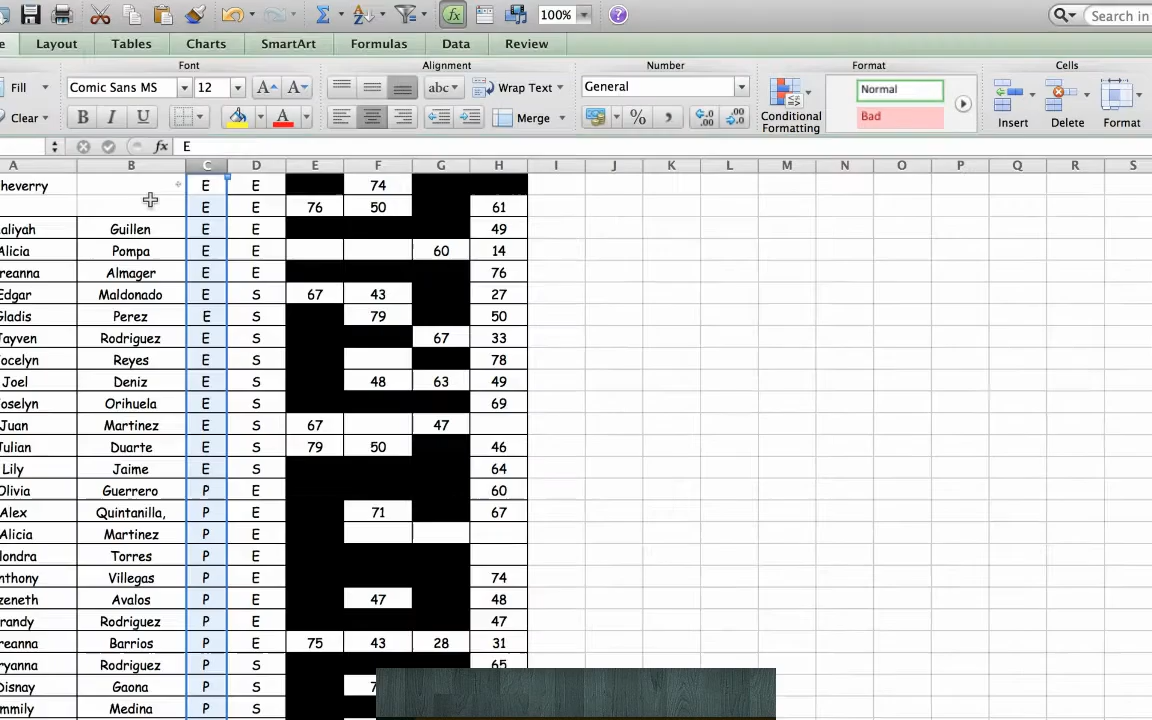 100%
Search in
e Layout Tables Charts SmartArt Formulas Data Review
Font Alignment Number Format Cells
Fill Comic Sans MS 12 A A abc Wrap Text General Conditional Formatting Normal Insert Delete Format
Clear B I U A Merge % Bad
fx E
A B C D E F G H I J K L M N O P Q R S
heverry E E 74
E E 76 50 61
aliyah Guillen E E 49
Alicia Pompa E E 60 14
reanna Almager E E 76
Edgar Maldonado E S 67 43 27
Gladis Perez E S 79 50
Jayven Rodriguez E S 67 33
ocelyn Reyes E S 78
Joel Deniz E S 48 63 49
oselyn Orihuela E S 69
Juan Martinez E S 67 47
Julian Duarte E S 79 50 46
Lily Jaime E S 64
Olivia Guerrero P E 60
Alex Quintanilla, P E 71 67
Alicia Martinez P E
londra Torres P E
nthony Villegas P E 74
zeneth Avalos P E 47 48
randy Rodriguez P E 47
reanna Barrios P E 75 43 28 31
ryanna Rodriguez P S 65
Disnay Gaona P S 7
mmily Medina P S